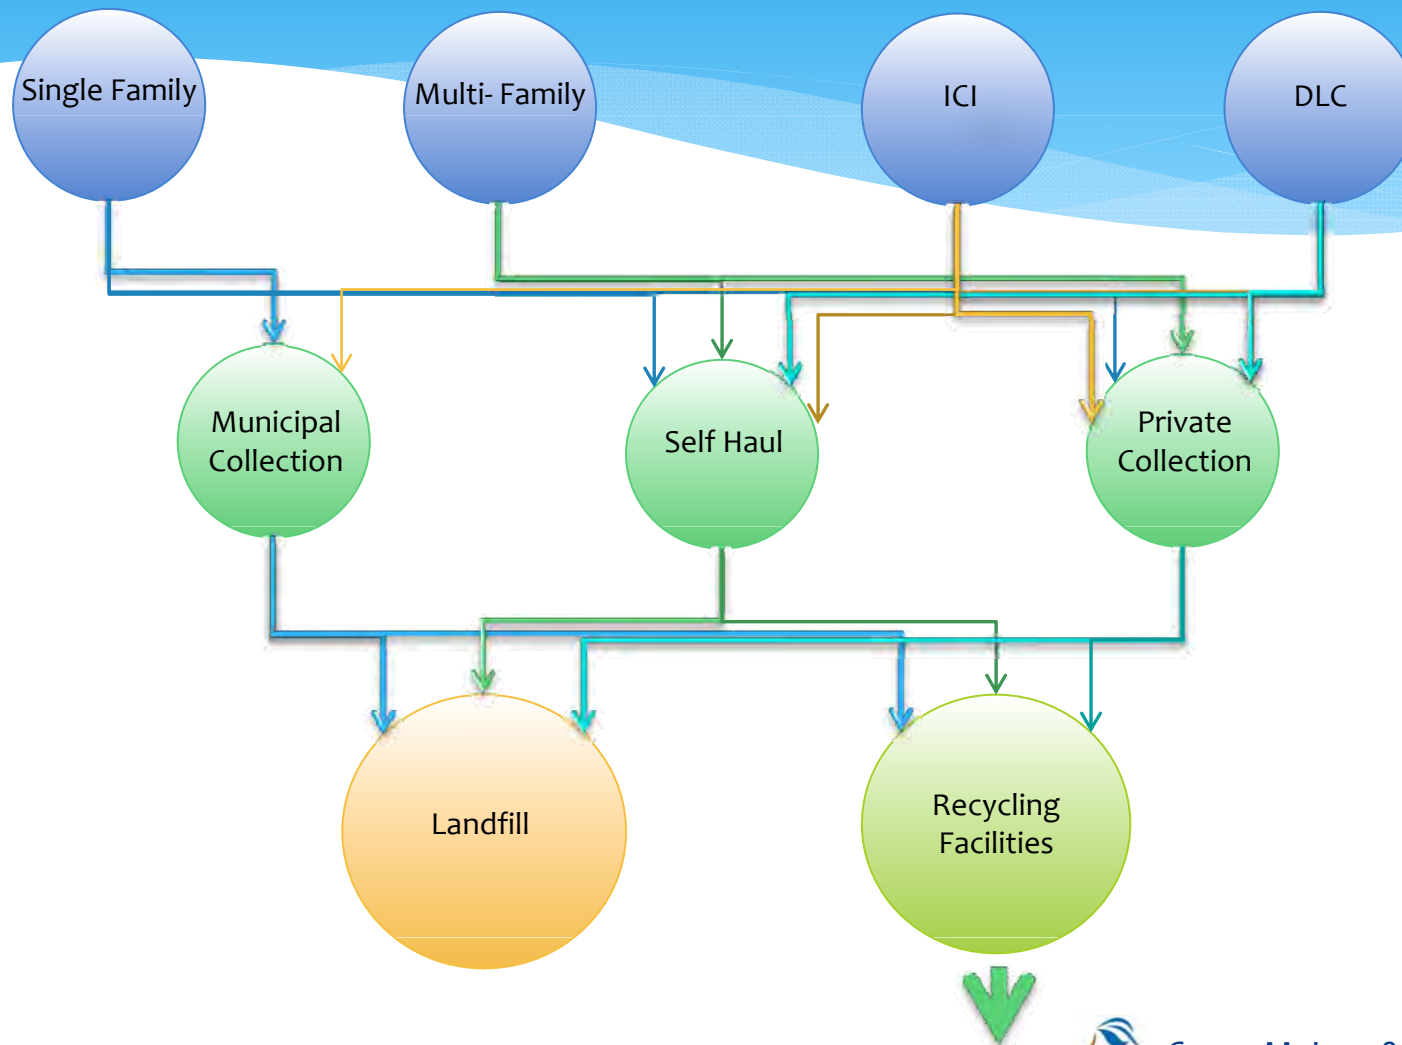 Single Family
Multi- Family
ICI
DLC
Municipal
Collection
Self Haul
Private
Collection
Landfill
Recycling
Facilities